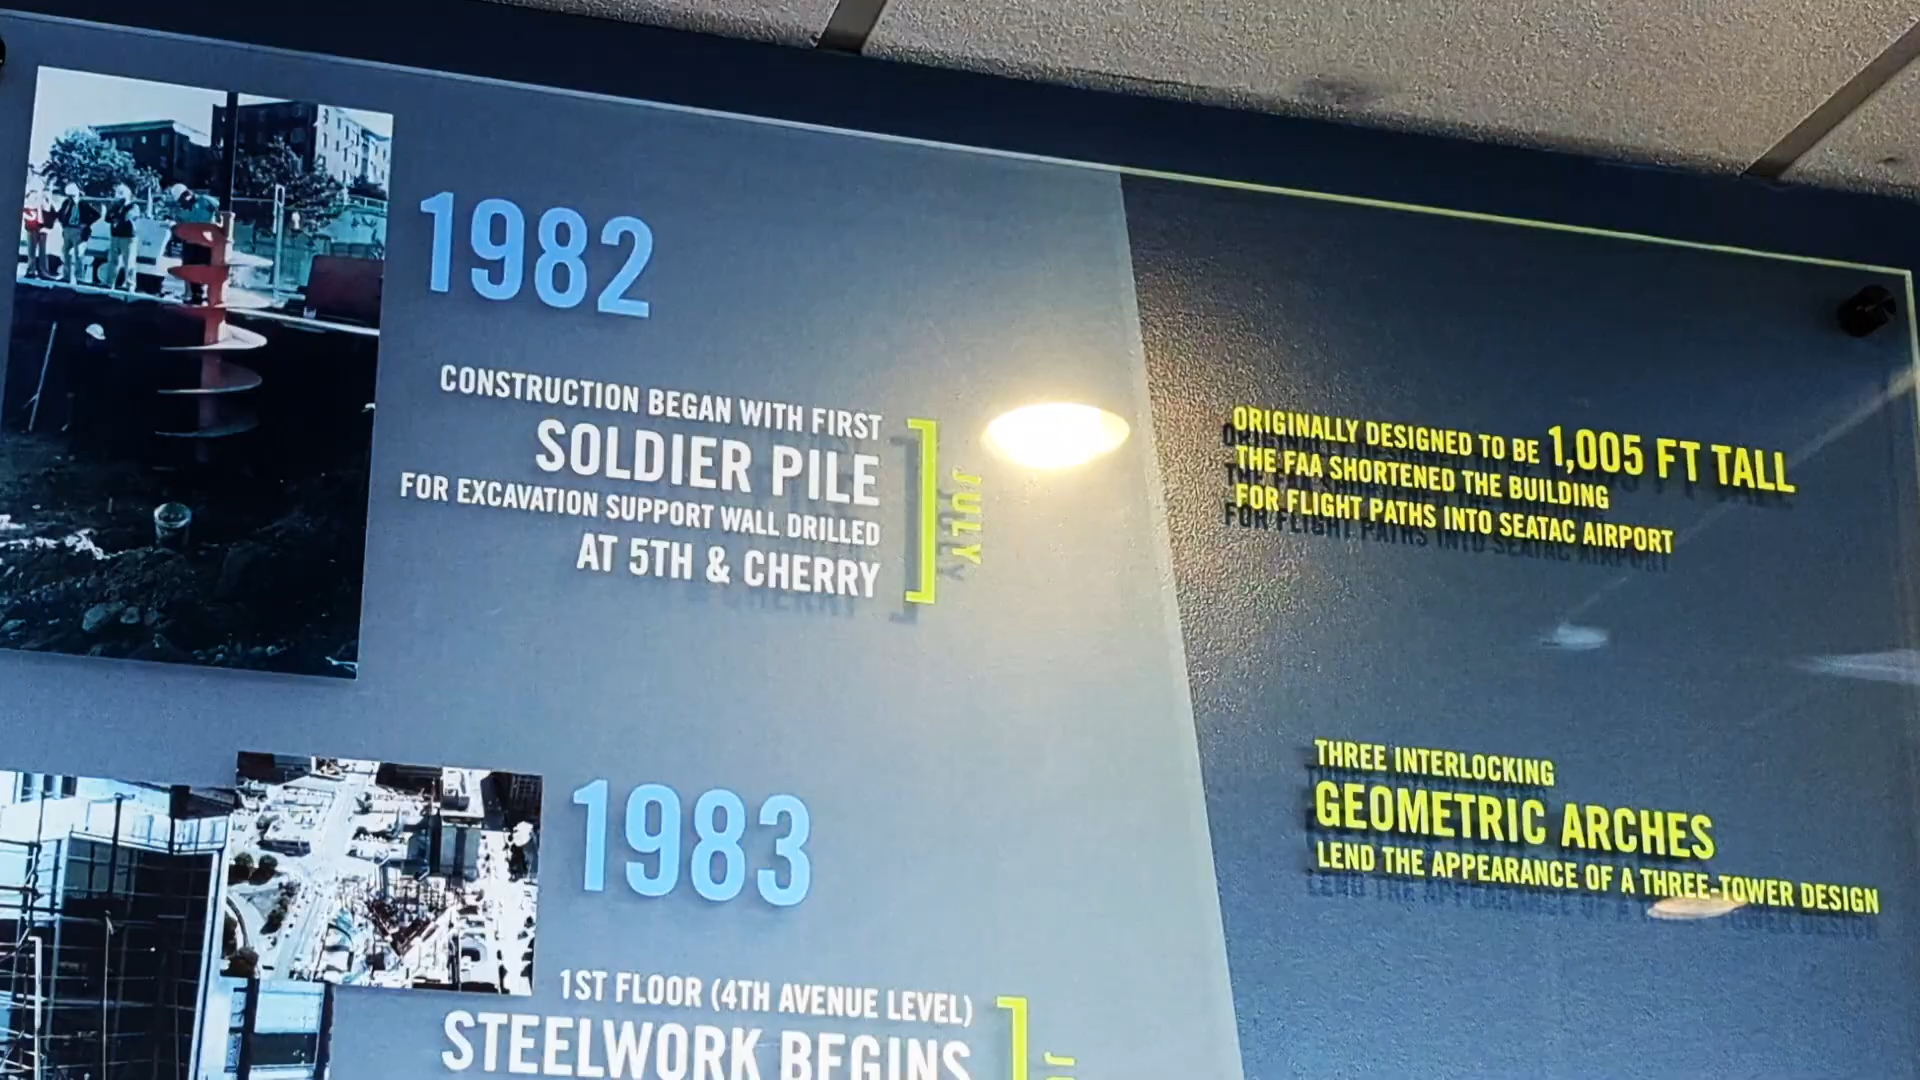 1982
CONSTRUCTION BEGAN WITH FIRST
SOLDIER PILE
FOR EXCAVATION SUPPORT WALL DRILLED
AT 5TH & CHERRY
JULY
ORIGINALLY DESIGNED TO BE 1,005 FT TALL
THE FAA SHORTENED THE BUILDING
FOR FLIGHT PATHS INTO SEATAC AIRPORT
THREE INTERLOCKING
GEOMETRIC ARCHES
LEND THE APPEARANCE OF A THREE-TOWER DESIGN
1983
1ST FLOOR (4TH AVENUE LEVEL)
STEELWORK BEGINS